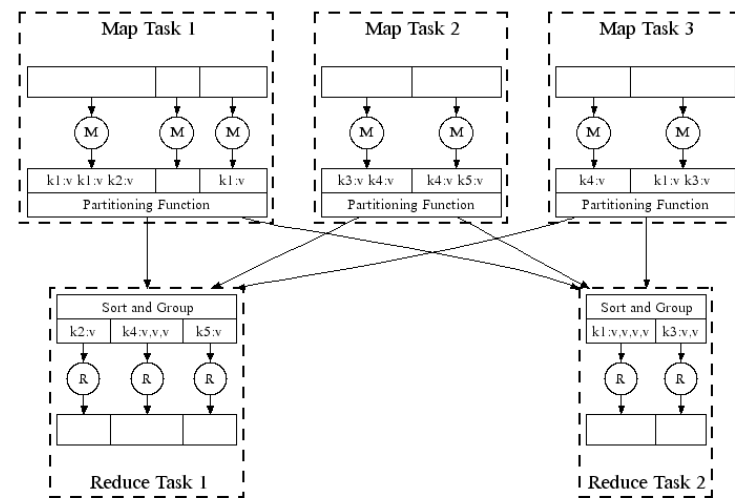 Map Task 1
Map Task 2
Map Task 3
M
M
M
M
M
M
M
k1:v k1:v k2:v
k1:v
k3:v k4:v
k4:v k5:v
k4:v
k1:v k3:v
Partitioning Function
Partitioning Function
Partitioning Function
Sort and Group
Sort and Group
k2:v
k4:v,v,v
k5:v
k1:v,v,v,v
k3:v,v
R
R
R
R
R
Reduce Task 1
Reduce Task 2